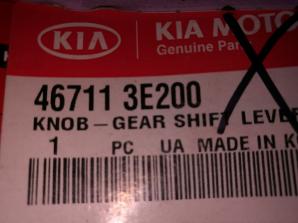 KIA
KIA MOTO
Genuine Par
46711 3E200
KNOB-GEAR SHIFT LEVE
1 PC UA MADE IN K